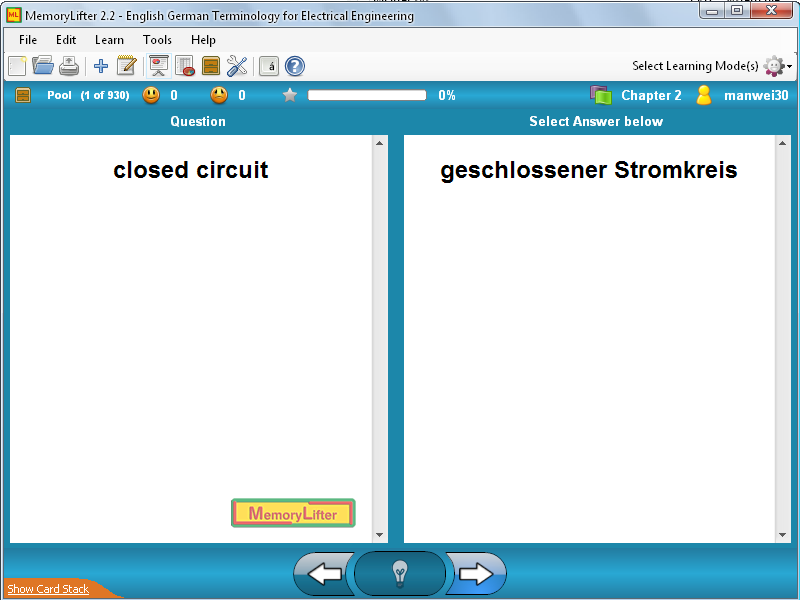 MemoryLifter 2.2 - English German Terminology for Electrical Engineering
File Edit Learn Tools Help
á ? Select Learning Mode(s)
Pool (1 of 930) 0 0 0% Chapter 2 manwei30
Question Select Answer below
closed circuit geschlossener Stromkreis
MemoryLifter
Show Card Stack